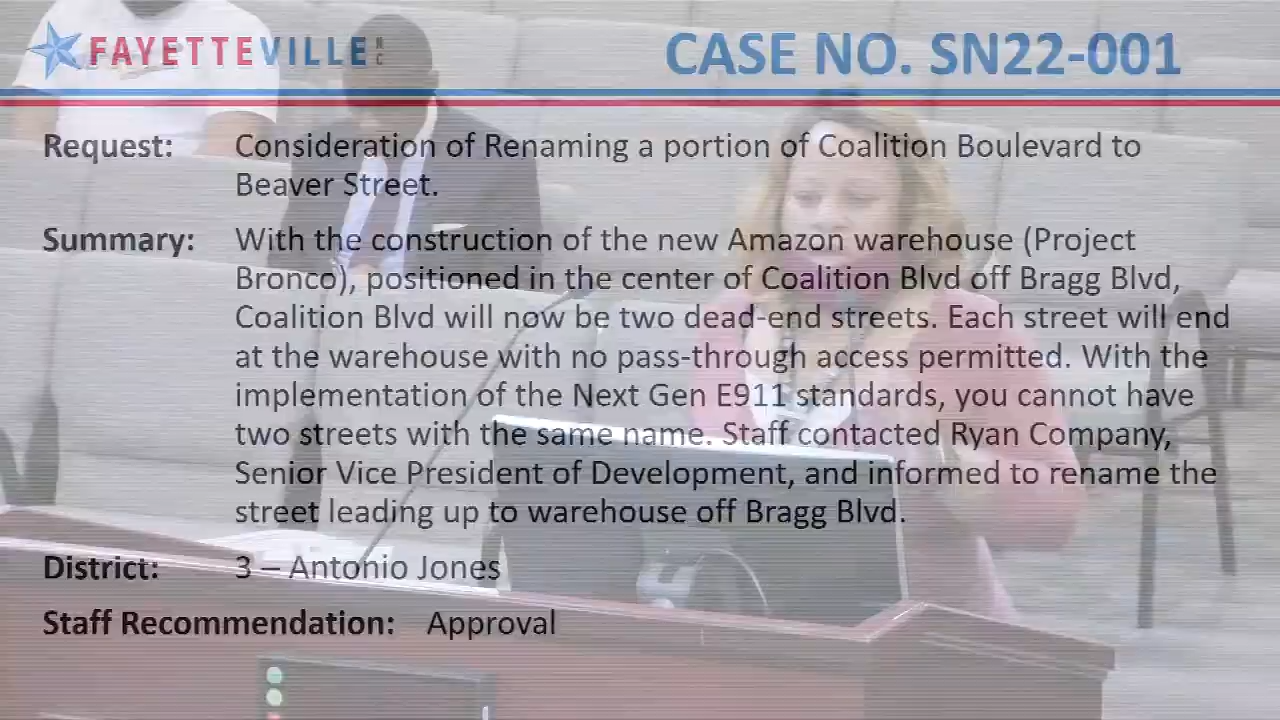 FAYETTEVILLE NC
CASE NO. SN22-001
Request: Consideration of Renaming a portion of Coalition Boulevard to
Beaver Street.
Summary: With the construction of the new Amazon warehouse (Project
Bronco), positioned in the center of Coalition Blvd off Bragg Blvd,
Coalition Blvd will now be two dead-end streets. Each street will end
at the warehouse with no pass-through access permitted. With the
implementation of the Next Gen E911 standards, you cannot have
two streets with the same name. Staff contacted Ryan Company,
Senior Vice President of Development, and informed to rename the
street leading up to warehouse off Bragg Blvd.
District: 3 – Antonio Jones
Staff Recommendation: Approval